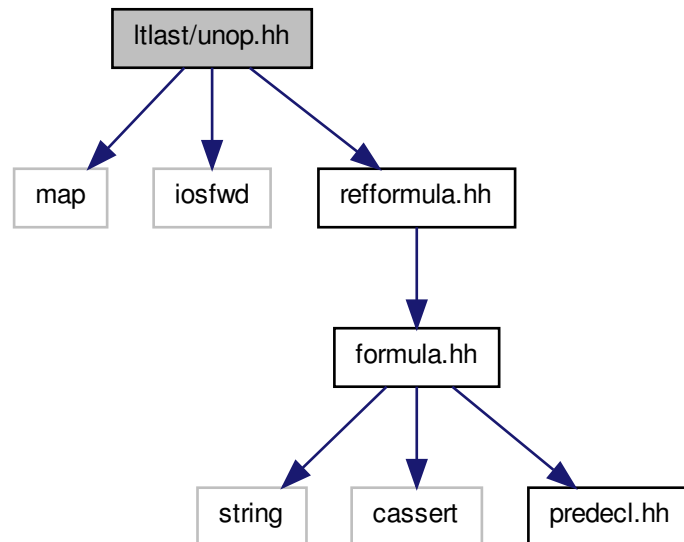 ltlast/unop.hh
map
iosfwd
refformula.hh
formula.hh
string
cassert
predecl.hh